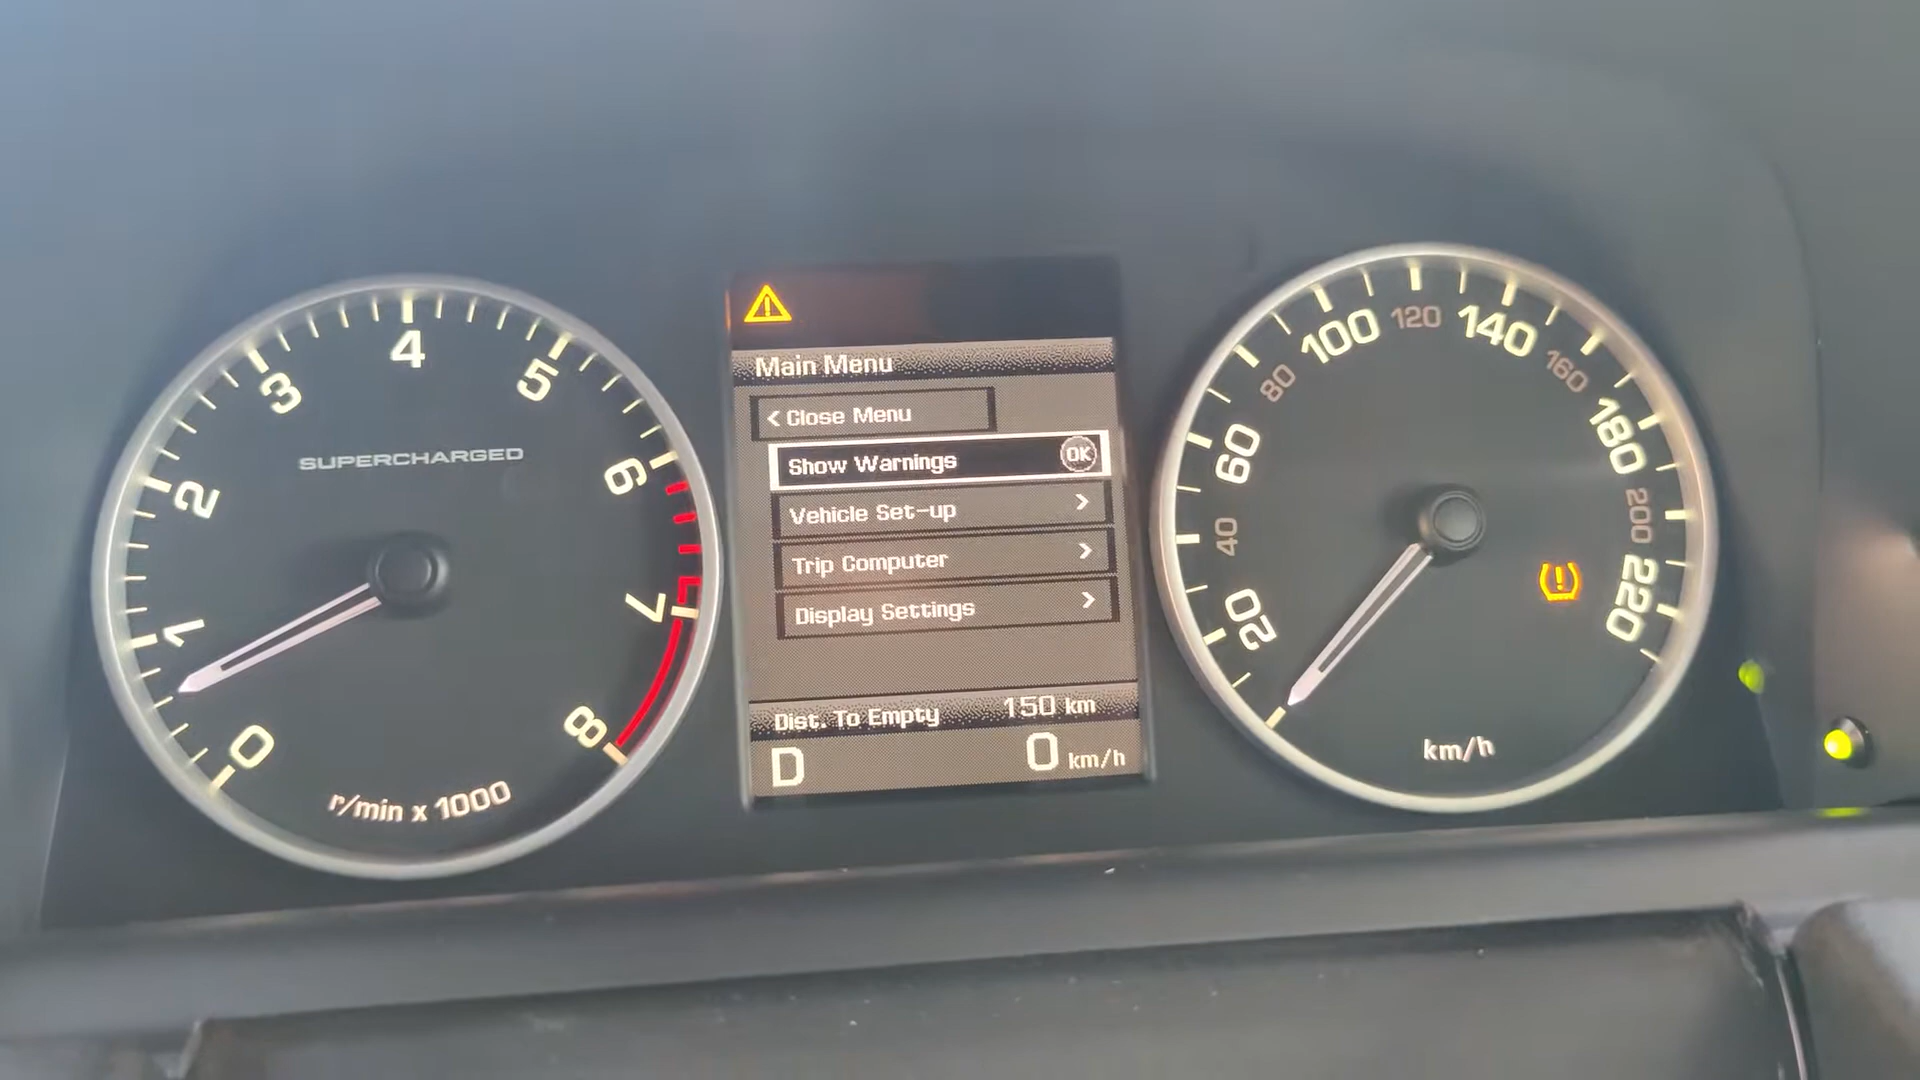 0
1
2
3
4
5
6
7
8
SUPERCHARGED
r/min x 1000
Main Menu
< Close Menu
Show Warnings OK
Vehicle Set-up >
Trip Computer >
Display Settings >
Dist. To Empty 150 km
D 0 km/h
20
40
60
80
100
120
140
160
180
200
220
km/h